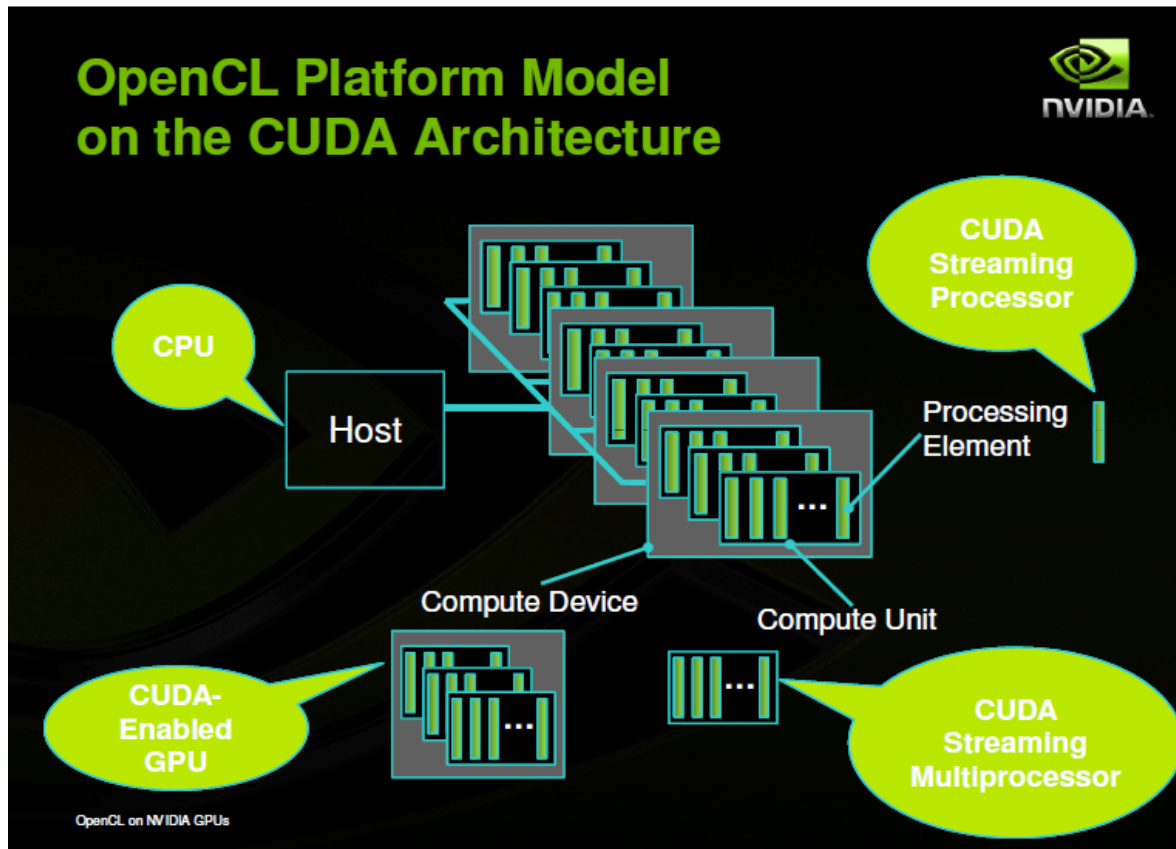 OpenCL Platform Model
on the CUDA Architecture
NVIDIA.
CUDA
Streaming
Processor
CPU
Host
Processing
Element
...
Compute Device
Compute Unit
CUDA-
Enabled
GPU
...
...
CUDA
Streaming
Multiprocessor
OpenCL on NVIDIA GPUs